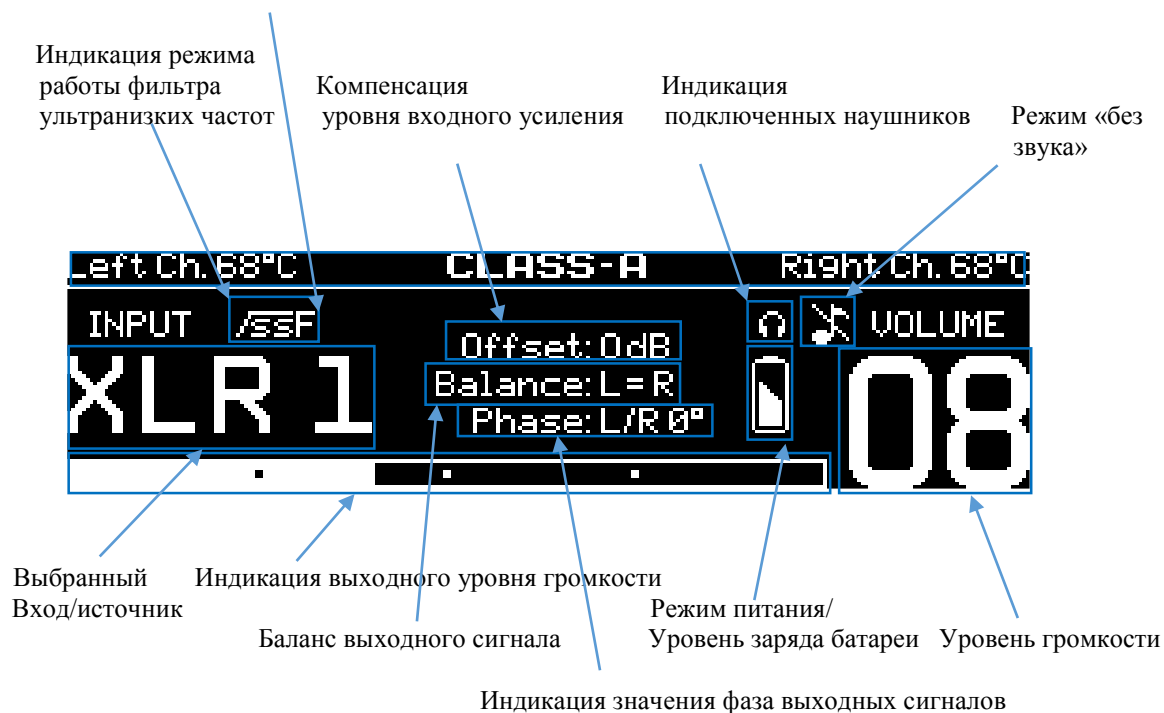 Индикация режима
работы фильтра
ультранизких частот
Компенсация
уровня входного усиления
Индикация
подключенных наушников
Режим «без
звука»
Left Ch. 68°C CLASS-A Right Ch. 68°C
INPUT /ssF VOLUME
Offset: 0dB
XLR 1 Balance: L=R 08
Phase: L/R 0°
Выбранный
Вход/источник
Индикация выходного уровня громкости
Баланс выходного сигнала
Режим питания/
Уровень заряда батареи
Уровень громкости
Индикация значения фаза выходных сигналов